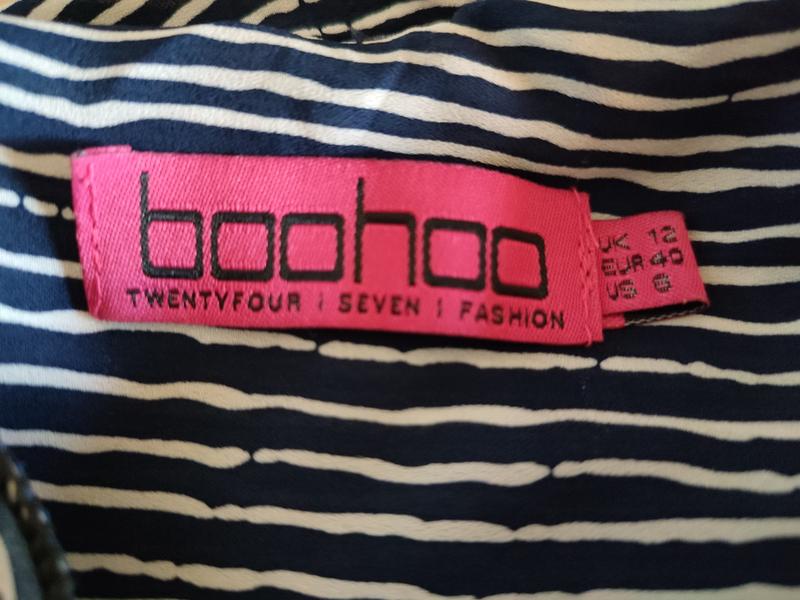 boohoo
TWENTYFOUR | SEVEN | FASHION
UK 12
EUR 40
US 8